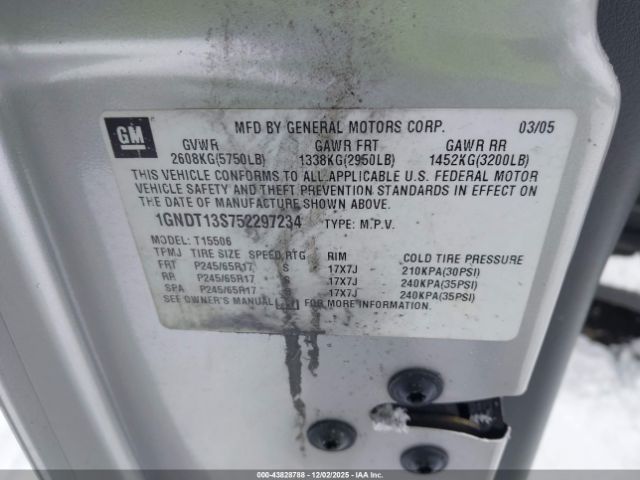 GM
MFD BY GENERAL MOTORS CORP. 03/05
GVWR GAWR FRT GAWR RR
2608KG(5750LB) 1338KG(2950LB) 1452KG(3200LB)
THIS VEHICLE CONFORMS TO ALL APPLICABLE U.S. FEDERAL MOTOR
VEHICLE SAFETY AND THEFT PREVENTION STANDARDS IN EFFECT ON
THE DATE OF MANUFACTURE SHOWN ABOVE.
1GNDT13S752297234 TYPE: M.P.V.
MODEL: T15506
TPMJ TIRE SIZE SPEED RTG RIM COLD TIRE PRESSURE
FRT P245/65R17 S 17X7J 210KPA(30PSI)
RR P245/65R17 S 17X7J 240KPA(35PSI)
SPA P245/65R17 S 17X7J 240KPA(35PSI)
SEE OWNER'S MANUAL FOR MORE INFORMATION.
000-43828788 - 12/02/2025 - COPART